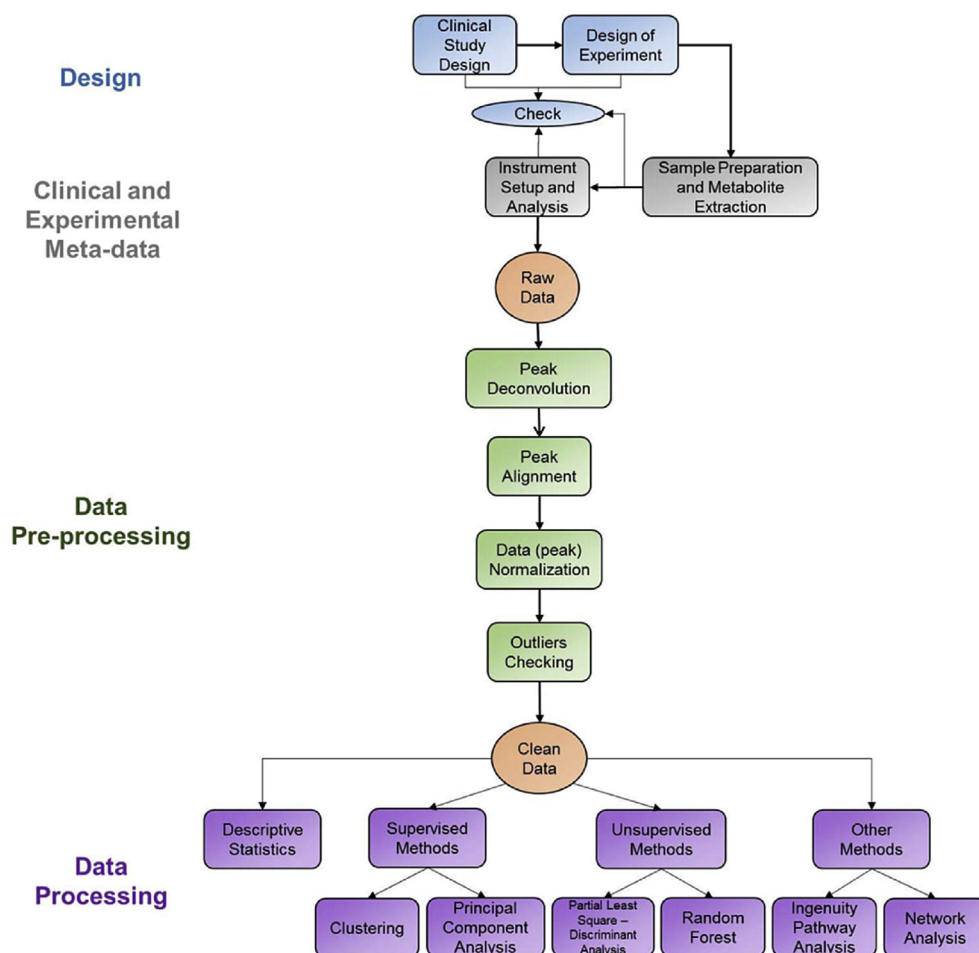 Clinical
Study
Design
Design of
Experiment
Design
Check
Clinical and
Experimental
Meta-data
Instrument
Setup and
Analysis
Sample Preparation
and Metabolite
Extraction
Raw
Data
Peak
Deconvolution
Peak
Alignment
Data
Pre-processing
Data (peak)
Normalization
Outliers
Checking
Clean
Data
Descriptive
Statistics
Supervised
Methods
Unsupervised
Methods
Other
Methods
Data
Processing
Clustering
Principal
Component
Analysis
Partial Least
Square –
Discriminant
Analysis
Random
Forest
Ingenuity
Pathway
Analysis
Network
Analysis